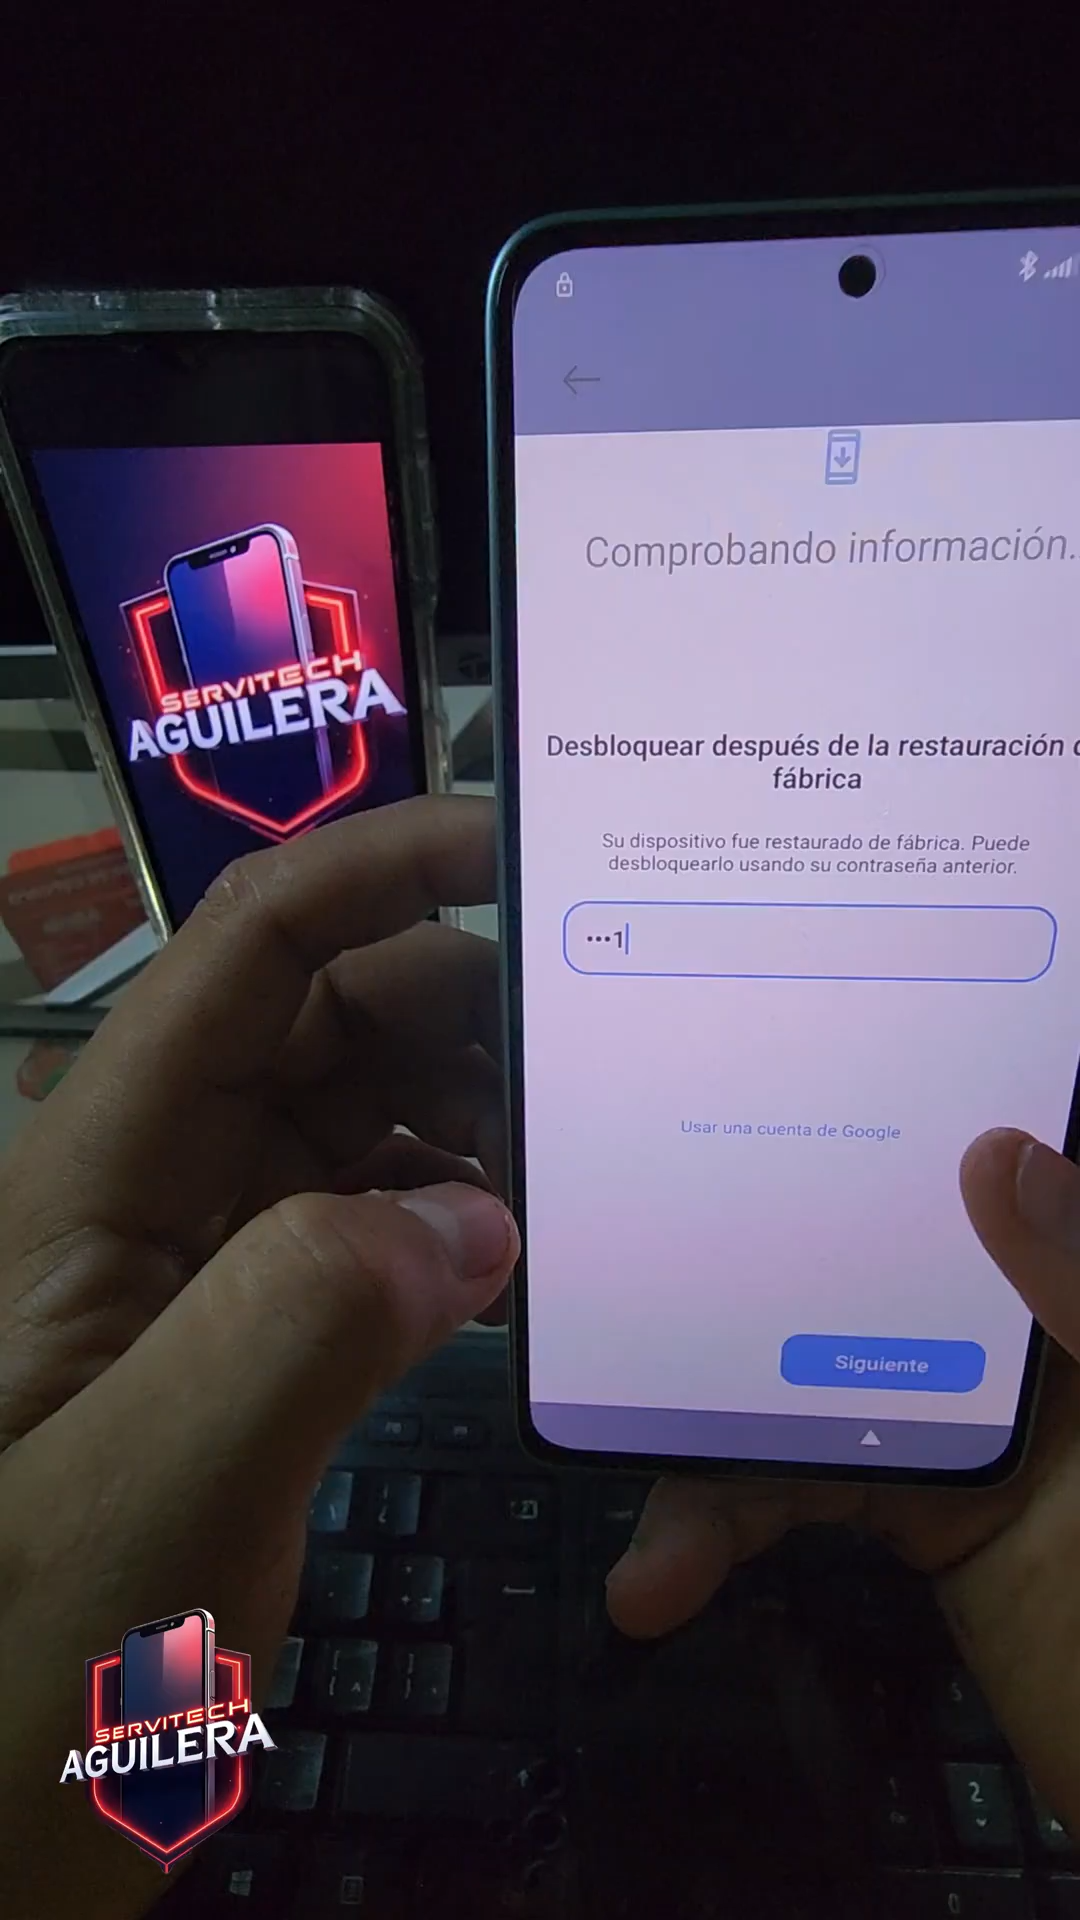 SERVITECH
AGUILERA
Comprobando información..
Desbloquear después de la restauración d
fábrica
Su dispositivo fue restaurado de fábrica. Puede
desbloquearlo usando su contraseña anterior.
•••1
Usar una cuenta de Google
Siguiente
SERVITECH
AGUILERA
2